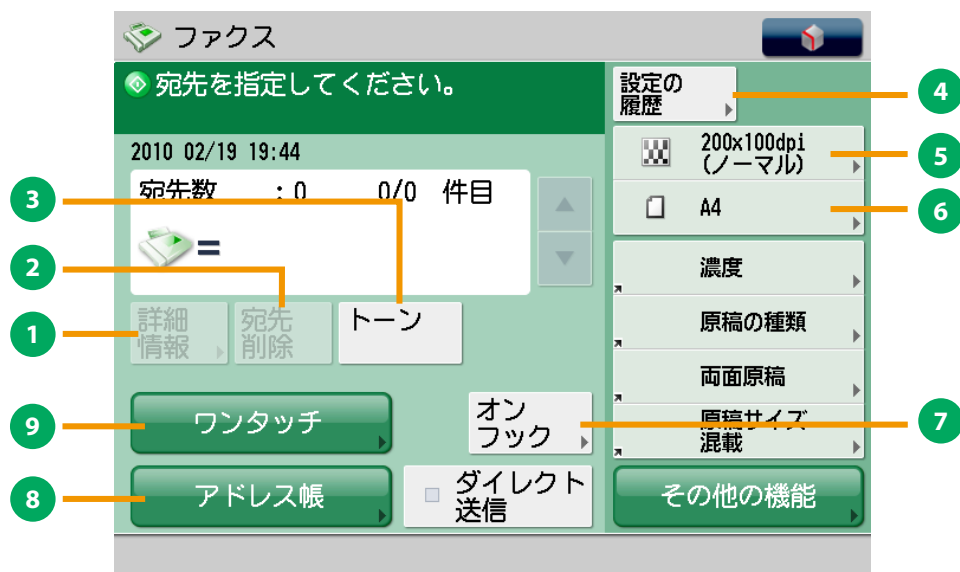 ファクス
宛先を指定してください。
設定の
履歴
4
2010 02/19 19:44
200x100dpi
(ノーマル)
5
3
宛先数 : 0 0/0 件目
A4
6
=
2
濃度
1
詳細
情報
宛先
削除
トーン
原稿の種類
両面原稿
9
ワンタッチ
オン
フック
原稿サイズ
混載
7
8
アドレス帳
ダイレクト
送信
その他の機能